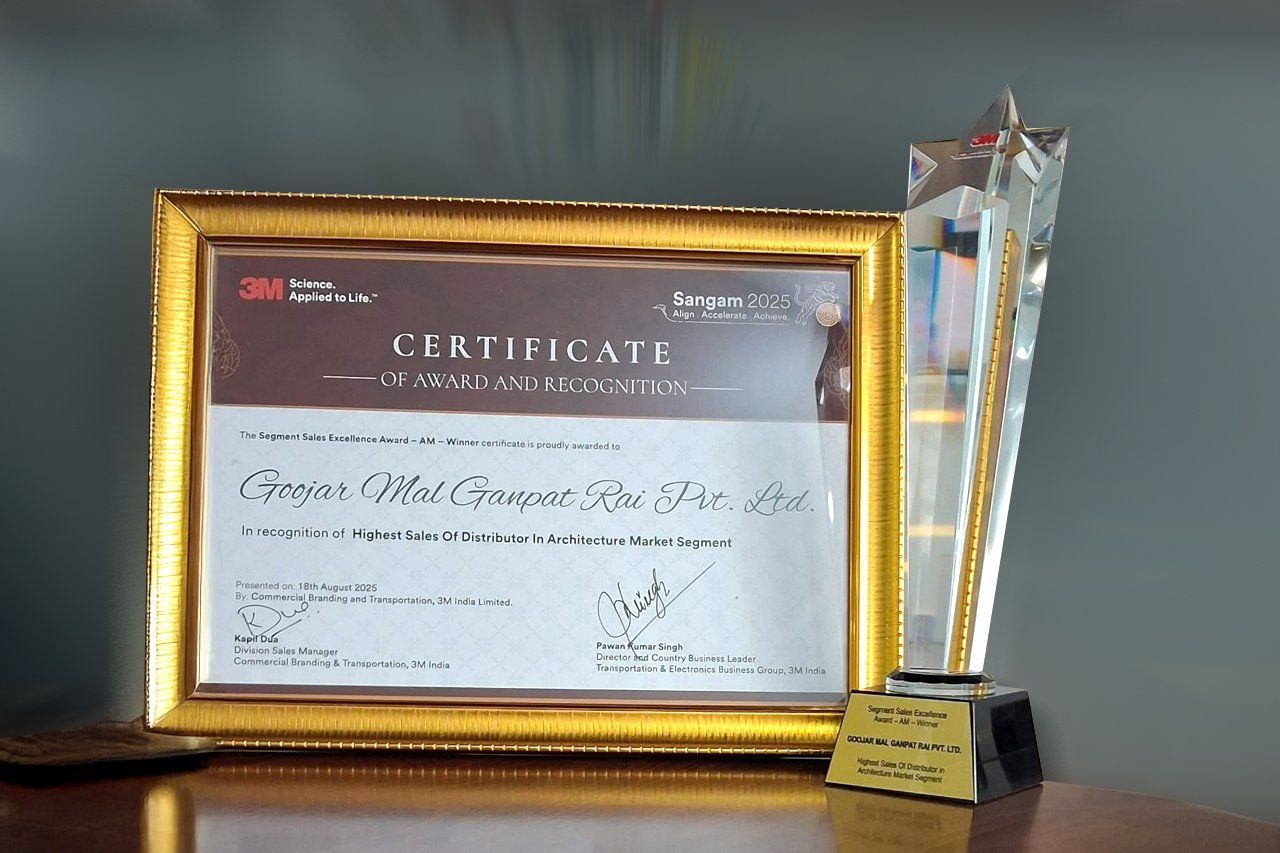 3M Science.
Applied to Life.™
Sangam 2025
Align . Accelerate . Achieve.
CERTIFICATE
OF AWARD AND RECOGNITION
The Segment Sales Excellence Award – AM – Winner certificate is proudly awarded to
Goojar Mal Ganpat Rai Pvt. Ltd.
In recognition of Highest Sales Of Distributor In Architecture Market Segment
Presented on: 18th August 2025
By: Commercial Branding and Transportation, 3M India Limited.
Kapil Dua
Division Sales Manager
Commercial Branding & Transportation, 3M India
Pawan Kumar Singh
Director and Country Business Leader
Transportation & Electronics Business Group, 3M India
3M
Segment Sales Excellence
Award – AM – Winner
GOOJAR MAL GANPAT RAI PVT. LTD.
Highest Sales Of Distributor in
Architecture Market Segment